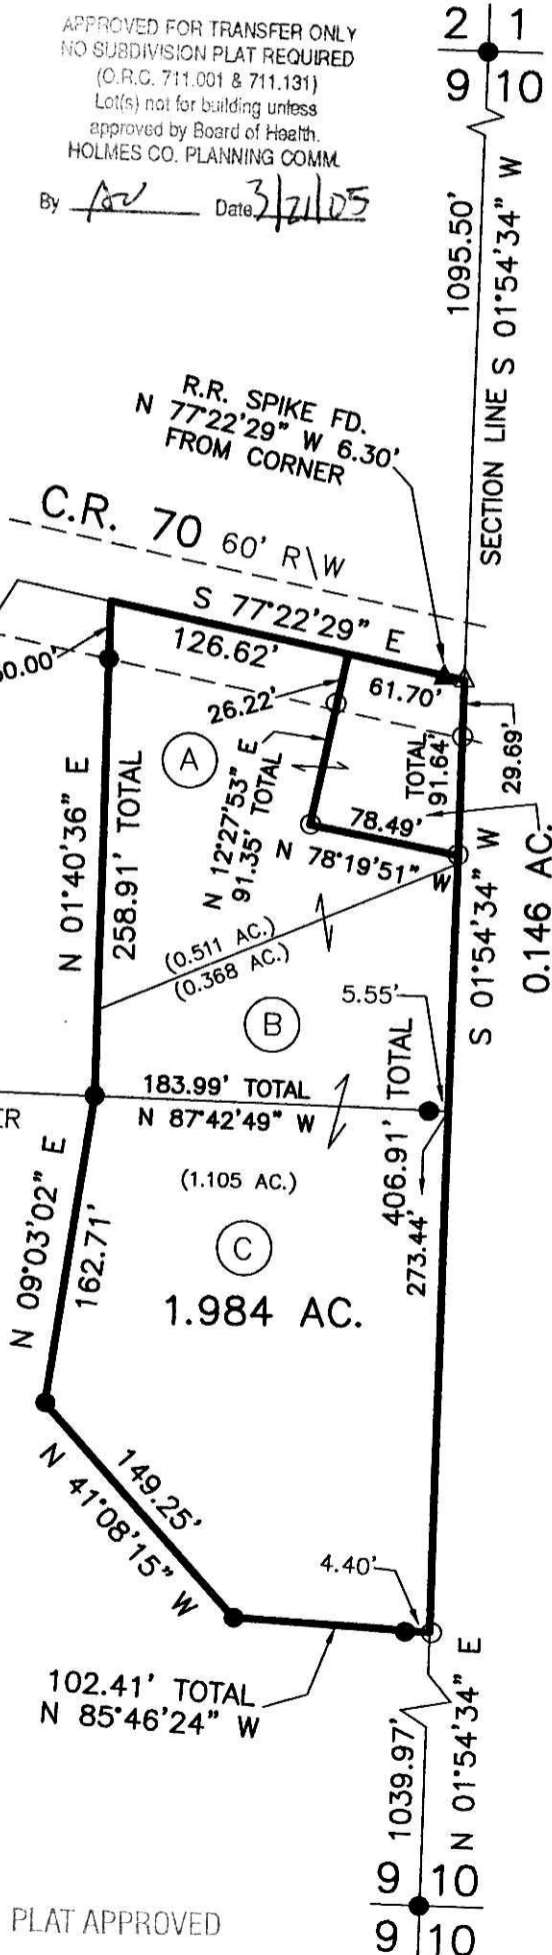 APPROVED FOR TRANSFER ONLY
NO SUBDIVISION PLAT REQUIRED
(O.R.C. 711.001 & 711.131)
Lot(s) not for building unless
approved by Board of Health.
HOLMES CO. PLANNING COMM.
By Date 3/21/05
2 1
9 10
1095.50'
SECTION LINE S 01°54'34" W
R.R. SPIKE FD.
N 77°22'29" W 6.30'
FROM CORNER
C.R. 70 60' R\W
S 77°22'29" E
126.62'
0.00'
26.22'
61.70'
29.69'
TOTAL
91.64'
A
N 01°40'36" E
258.91' TOTAL
N 12°27'53" E
91.35' TOTAL
78.49'
N 78°19'51" W
0.146 AC.
S 01°54'34" W
(0.511 AC.)
(0.368 AC.)
B
5.55'
183.99' TOTAL
N 87°42'49" W
ER
406.91' TOTAL
273.44'
(1.105 AC.)
C
1.984 AC.
N 09°03'02" E
162.71'
149.25'
N 41°08'15" W
4.40'
102.41' TOTAL
N 85°46'24" W
1039.97'
N 01°54'34" E
9 10
9 10
PLAT APPROVED